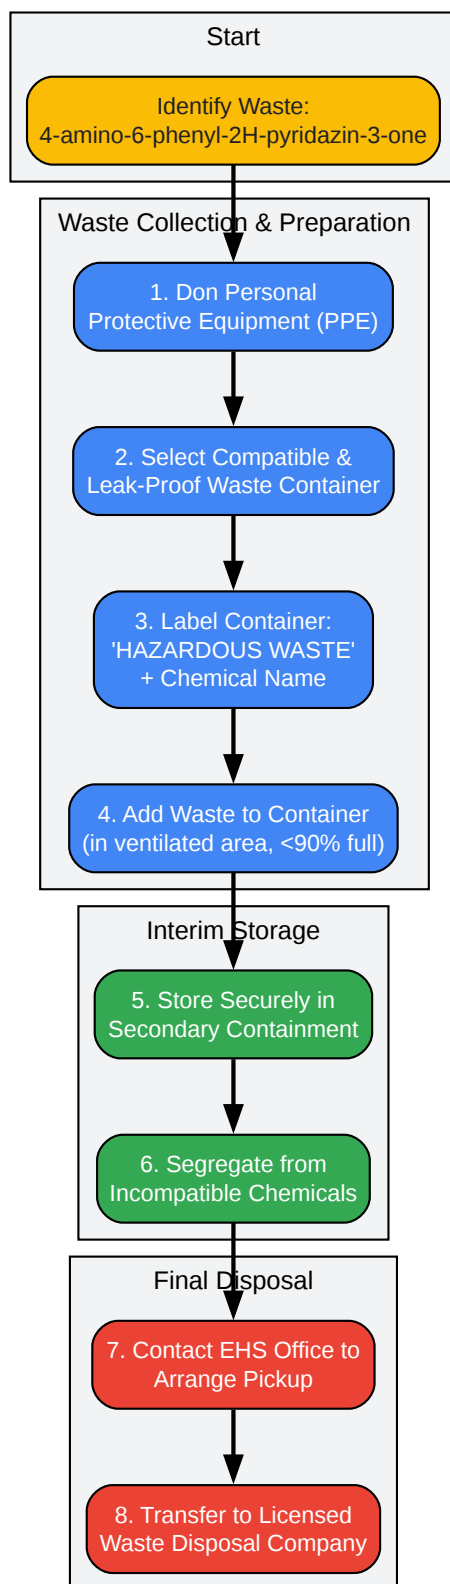 Start
Identify Waste:
4-amino-6-phenyl-2H-pyridazin-3-one
Waste Collection & Preparation
1. Don Personal
Protective Equipment (PPE)
2. Select Compatible &
Leak-Proof Waste Container
3. Label Container:
'HAZARDOUS WASTE'
+ Chemical Name
4. Add Waste to Container
(in ventilated area, <90% full)
Interim Storage
5. Store Securely in
Secondary Containment
6. Segregate from
Incompatible Chemicals
Final Disposal
7. Contact EHS Office to
Arrange Pickup
8. Transfer to Licensed
Waste Disposal Company